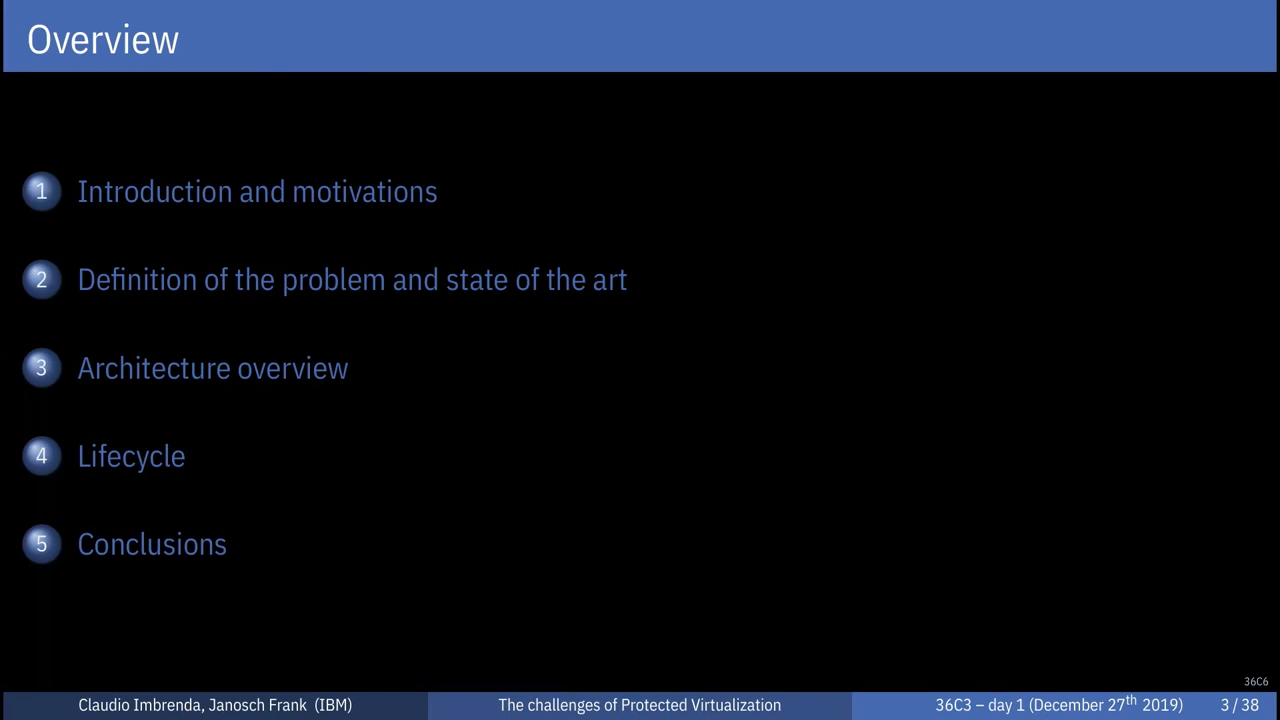 Overview
1 Introduction and motivations
2 Definition of the problem and state of the art
3 Architecture overview
4 Lifecycle
5 Conclusions
36C6
Claudio Imbrenda, Janosch Frank (IBM) The challenges of Protected Virtualization 36C3 – day 1 (December 27th 2019) 3 / 38